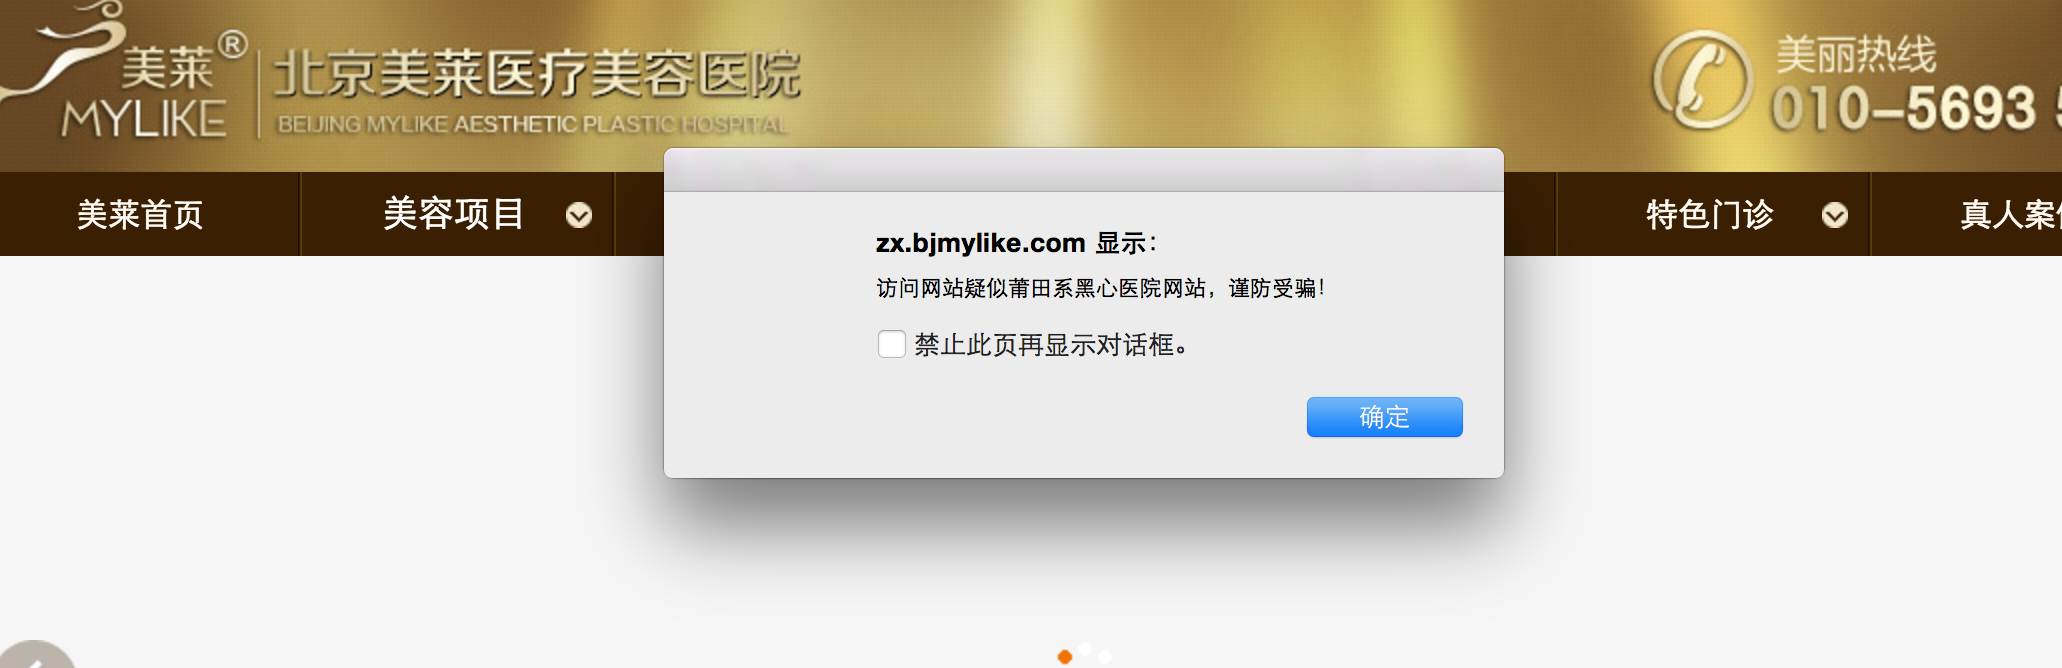 美莱®
MYLIKE
北京美莱医疗美容医院
BEIJING MYLIKE AESTHETIC PLASTIC HOSPITAL
美丽热线
010-5693
美莱首页
美容项目
特色门诊
真人案
zx.bjmylike.com 显示：
访问网站疑似莆田系黑心医院网站，谨防受骗！
禁止此页再显示对话框。
确定